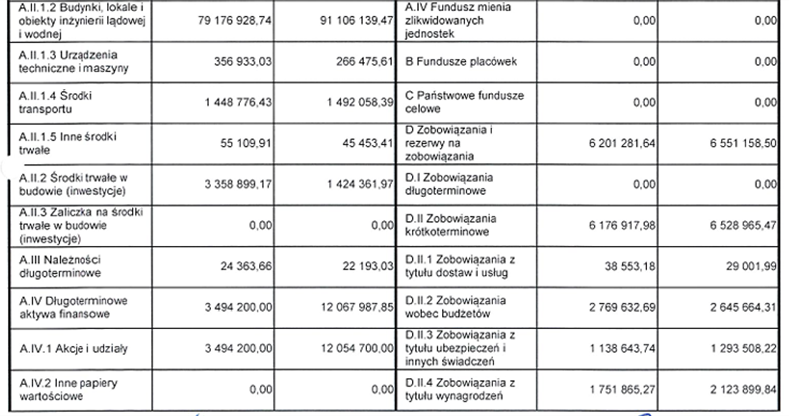 A.II.1.2 Budynki, lokale i
obiekty inżynierii lądowej
i wodnej
79 176 928,74
91 106 139,47
A.IV Fundusz mienia
zlikwidowanych
jednostek
0,00
0,00
A.II.1.3 Urządzenia
techniczne i maszyny
356 933,03
266 475,61
B Fundusze placówek
0,00
0,00
A.II.1.4 Środki
transportu
1 448 776,43
1 492 058,39
C Państwowe fundusze
celowe
0,00
0,00
A.II.1.5 Inne środki
trwałe
55 109,91
45 453,41
D Zobowiązania i
rezerwy na
zobowiązania
6 201 281,64
6 551 158,50
A.II.2 Środki trwałe w
budowie (inwestycje)
3 358 899,17
1 424 361,97
D.I Zobowiązania
długoterminowe
0,00
0,00
A.II.3 Zaliczka na środki
trwałe w budowie
(inwestycje)
0,00
0,00
D.II Zobowiązania
krótkoterminowe
6 176 917,98
6 528 965,47
A.III Należności
długoterminowe
24 363,66
22 193,03
D.II.1 Zobowiązania z
tytułu dostaw i usług
38 553,18
29 001,99
A.IV Długoterminowe
aktywa finansowe
3 494 200,00
12 067 987,85
D.II.2 Zobowiązania
wobec budżetów
2 769 632,69
2 645 664,31
A.IV.1 Akcje i udziały
3 494 200,00
12 054 700,00
D.II.3 Zobowiązania z
tytułu ubezpieczeń i
innych świadczeń
1 138 643,74
1 293 508,22
A.IV.2 Inne papiery
wartościowe
0,00
0,00
D.II.4 Zobowiązania z
tytułu wynagrodzeń
1 751 865,27
2 123 899,84